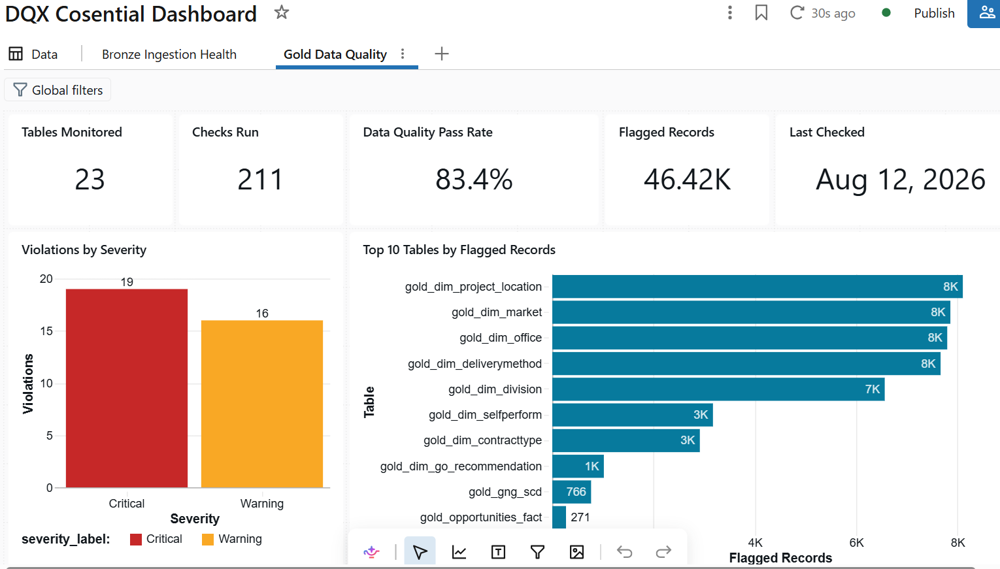 DQX Cosential Dashboard
30s ago
Publish
Data
Bronze Ingestion Health
Gold Data Quality
Global filters
Tables Monitored
23
Checks Run
211
Data Quality Pass Rate
83.4%
Flagged Records
46.42K
Last Checked
Aug 12, 2026
Violations by Severity
20
15
10
5
0
Violations
19
16
Critical
Warning
Severity
severity_label:
Critical
Warning
Top 10 Tables by Flagged Records
Table
gold_dim_project_location
8K
gold_dim_market
8K
gold_dim_office
8K
gold_dim_deliverymethod
8K
gold_dim_division
7K
gold_dim_selfperform
3K
gold_dim_contracttype
3K
gold_dim_go_recommendation
1K
gold_gng_scd
766
gold_opportunities_fact
271
4K
6K
8K
Flagged Records
T